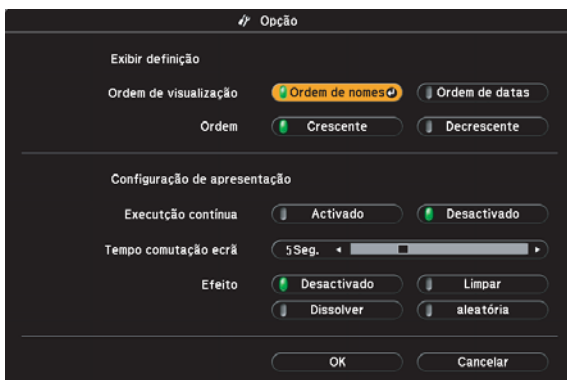 Opção
Exibir definição
Ordem de visualização Ordem de nomes Ordem de datas
Ordem Crescente Decrescente
Configuração de apresentação
Executção contínua Activado Desactivado
Tempo comutação ecrã 5Seg.
Efeito Desactivado Limpar
Dissolver aleatória
OK Cancelar